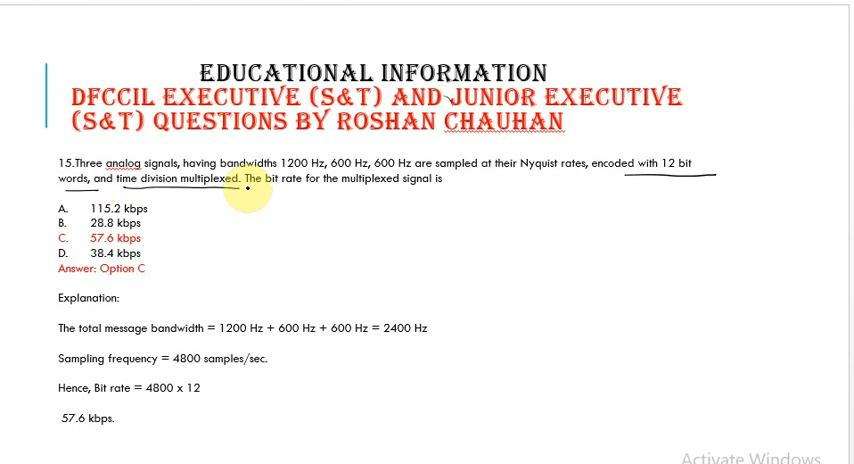 EDUCATIONAL INFORMATION
DFCCIL EXECUTIVE (S&T) AND JUNIOR EXECUTIVE
(S&T) QUESTIONS BY ROSHAN CHAUHAN
15.Three analog signals, having bandwidths 1200 Hz, 600 Hz, 600 Hz are sampled at their Nyquist rates, encoded with 12 bit
words, and time division multiplexed. The bit rate for the multiplexed signal is
A. 115.2 kbps
B. 28.8 kbps
C. 57.6 kbps
D. 38.4 kbps
Answer: Option C
Explanation:
The total message bandwidth = 1200 Hz + 600 Hz + 600 Hz = 2400 Hz
Sampling frequency = 4800 samples/sec.
Hence, Bit rate = 4800 x 12
57.6 kbps.
Activate Windows